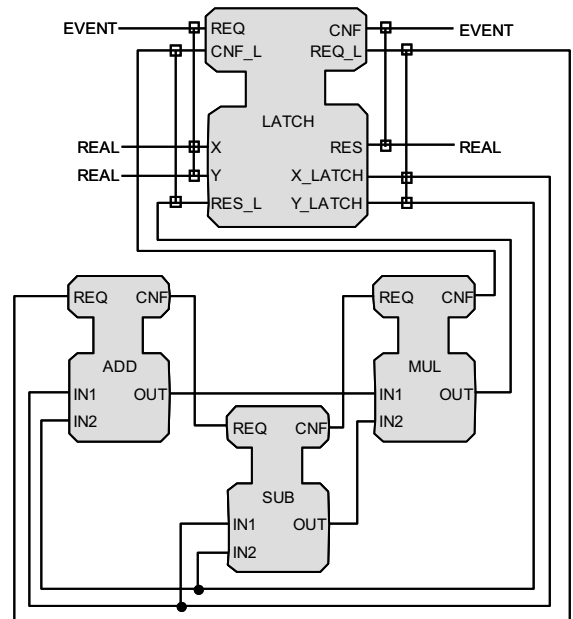 EVENT REQ CNF EVENT
CNF_L REQ_L
LATCH
REAL X RES REAL
REAL Y X_LATCH
RES_L Y_LATCH
REQ CNF REQ CNF
ADD MUL
IN1 OUT IN1 OUT
IN2 IN2
REQ CNF
SUB
IN1 OUT
IN2